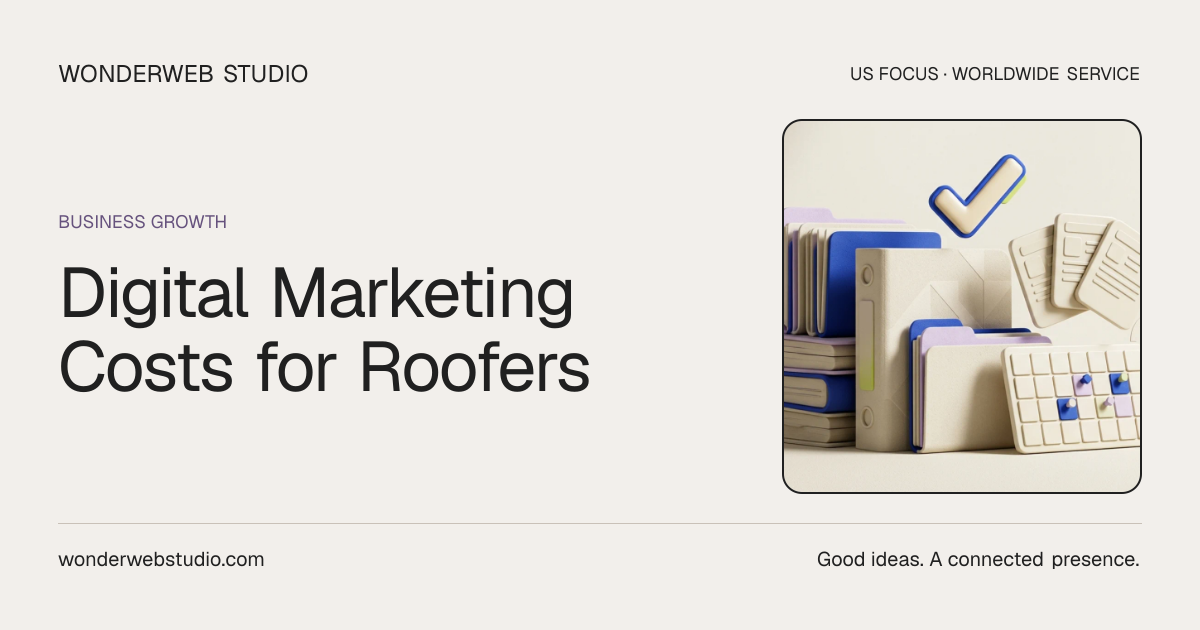 WONDERWEB STUDIO
US FOCUS · WORLDWIDE SERVICE
BUSINESS GROWTH
Digital Marketing
Costs for Roofers
wonderwebstudio.com
Good ideas. A connected presence.